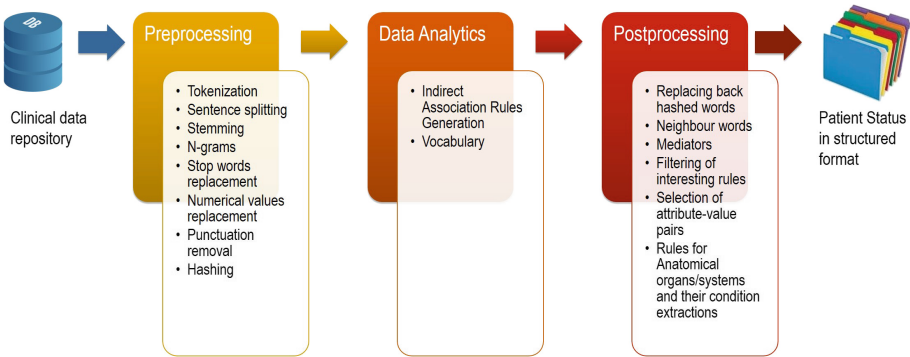 DB
Clinical data
repository
Preprocessing
• Tokenization
• Sentence splitting
• Stemming
• N-grams
• Stop words
replacement
• Numerical values
replacement
• Punctuation
removal
• Hashing
Data Analytics
• Indirect
Association Rules
Generation
• Vocabulary
Postprocessing
• Replacing back
hashed words
• Neighbour words
• Mediators
• Filtering of
interesting rules
• Selection of
attribute-value
pairs
• Rules for
Anatomical
organs/systems
and their condition
extractions
Patient Status
in structured
format